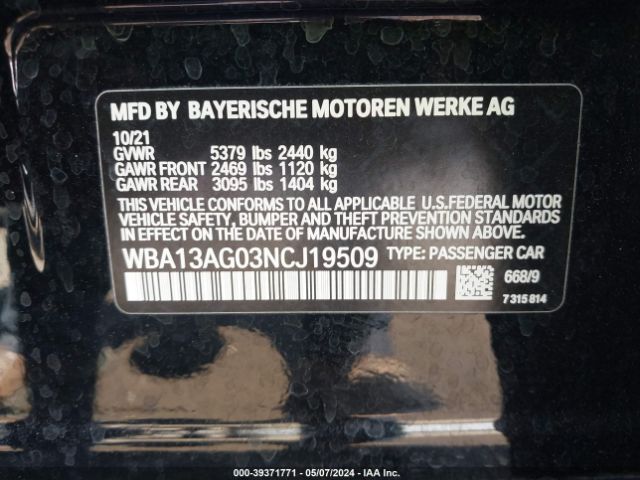 MFD BY BAYERISCHE MOTOREN WERKE AG
10/21
GVWR 5379 lbs 2440 kg
GAWR FRONT 2469 lbs 1120 kg
GAWR REAR 3095 lbs 1404 kg
THIS VEHICLE CONFORMS TO ALL APPLICABLE U.S.FEDERAL MOTOR
VEHICLE SAFETY, BUMPER AND THEFT PREVENTION STANDARDS
IN EFFECT ON THE DATE OF MANUFACTURE SHOWN ABOVE.
WBA13AG03NCJ19509 TYPE: PASSENGER CAR
668/9
7 315 814
000-39371771 — 05/07/2024 — IAA Inc.